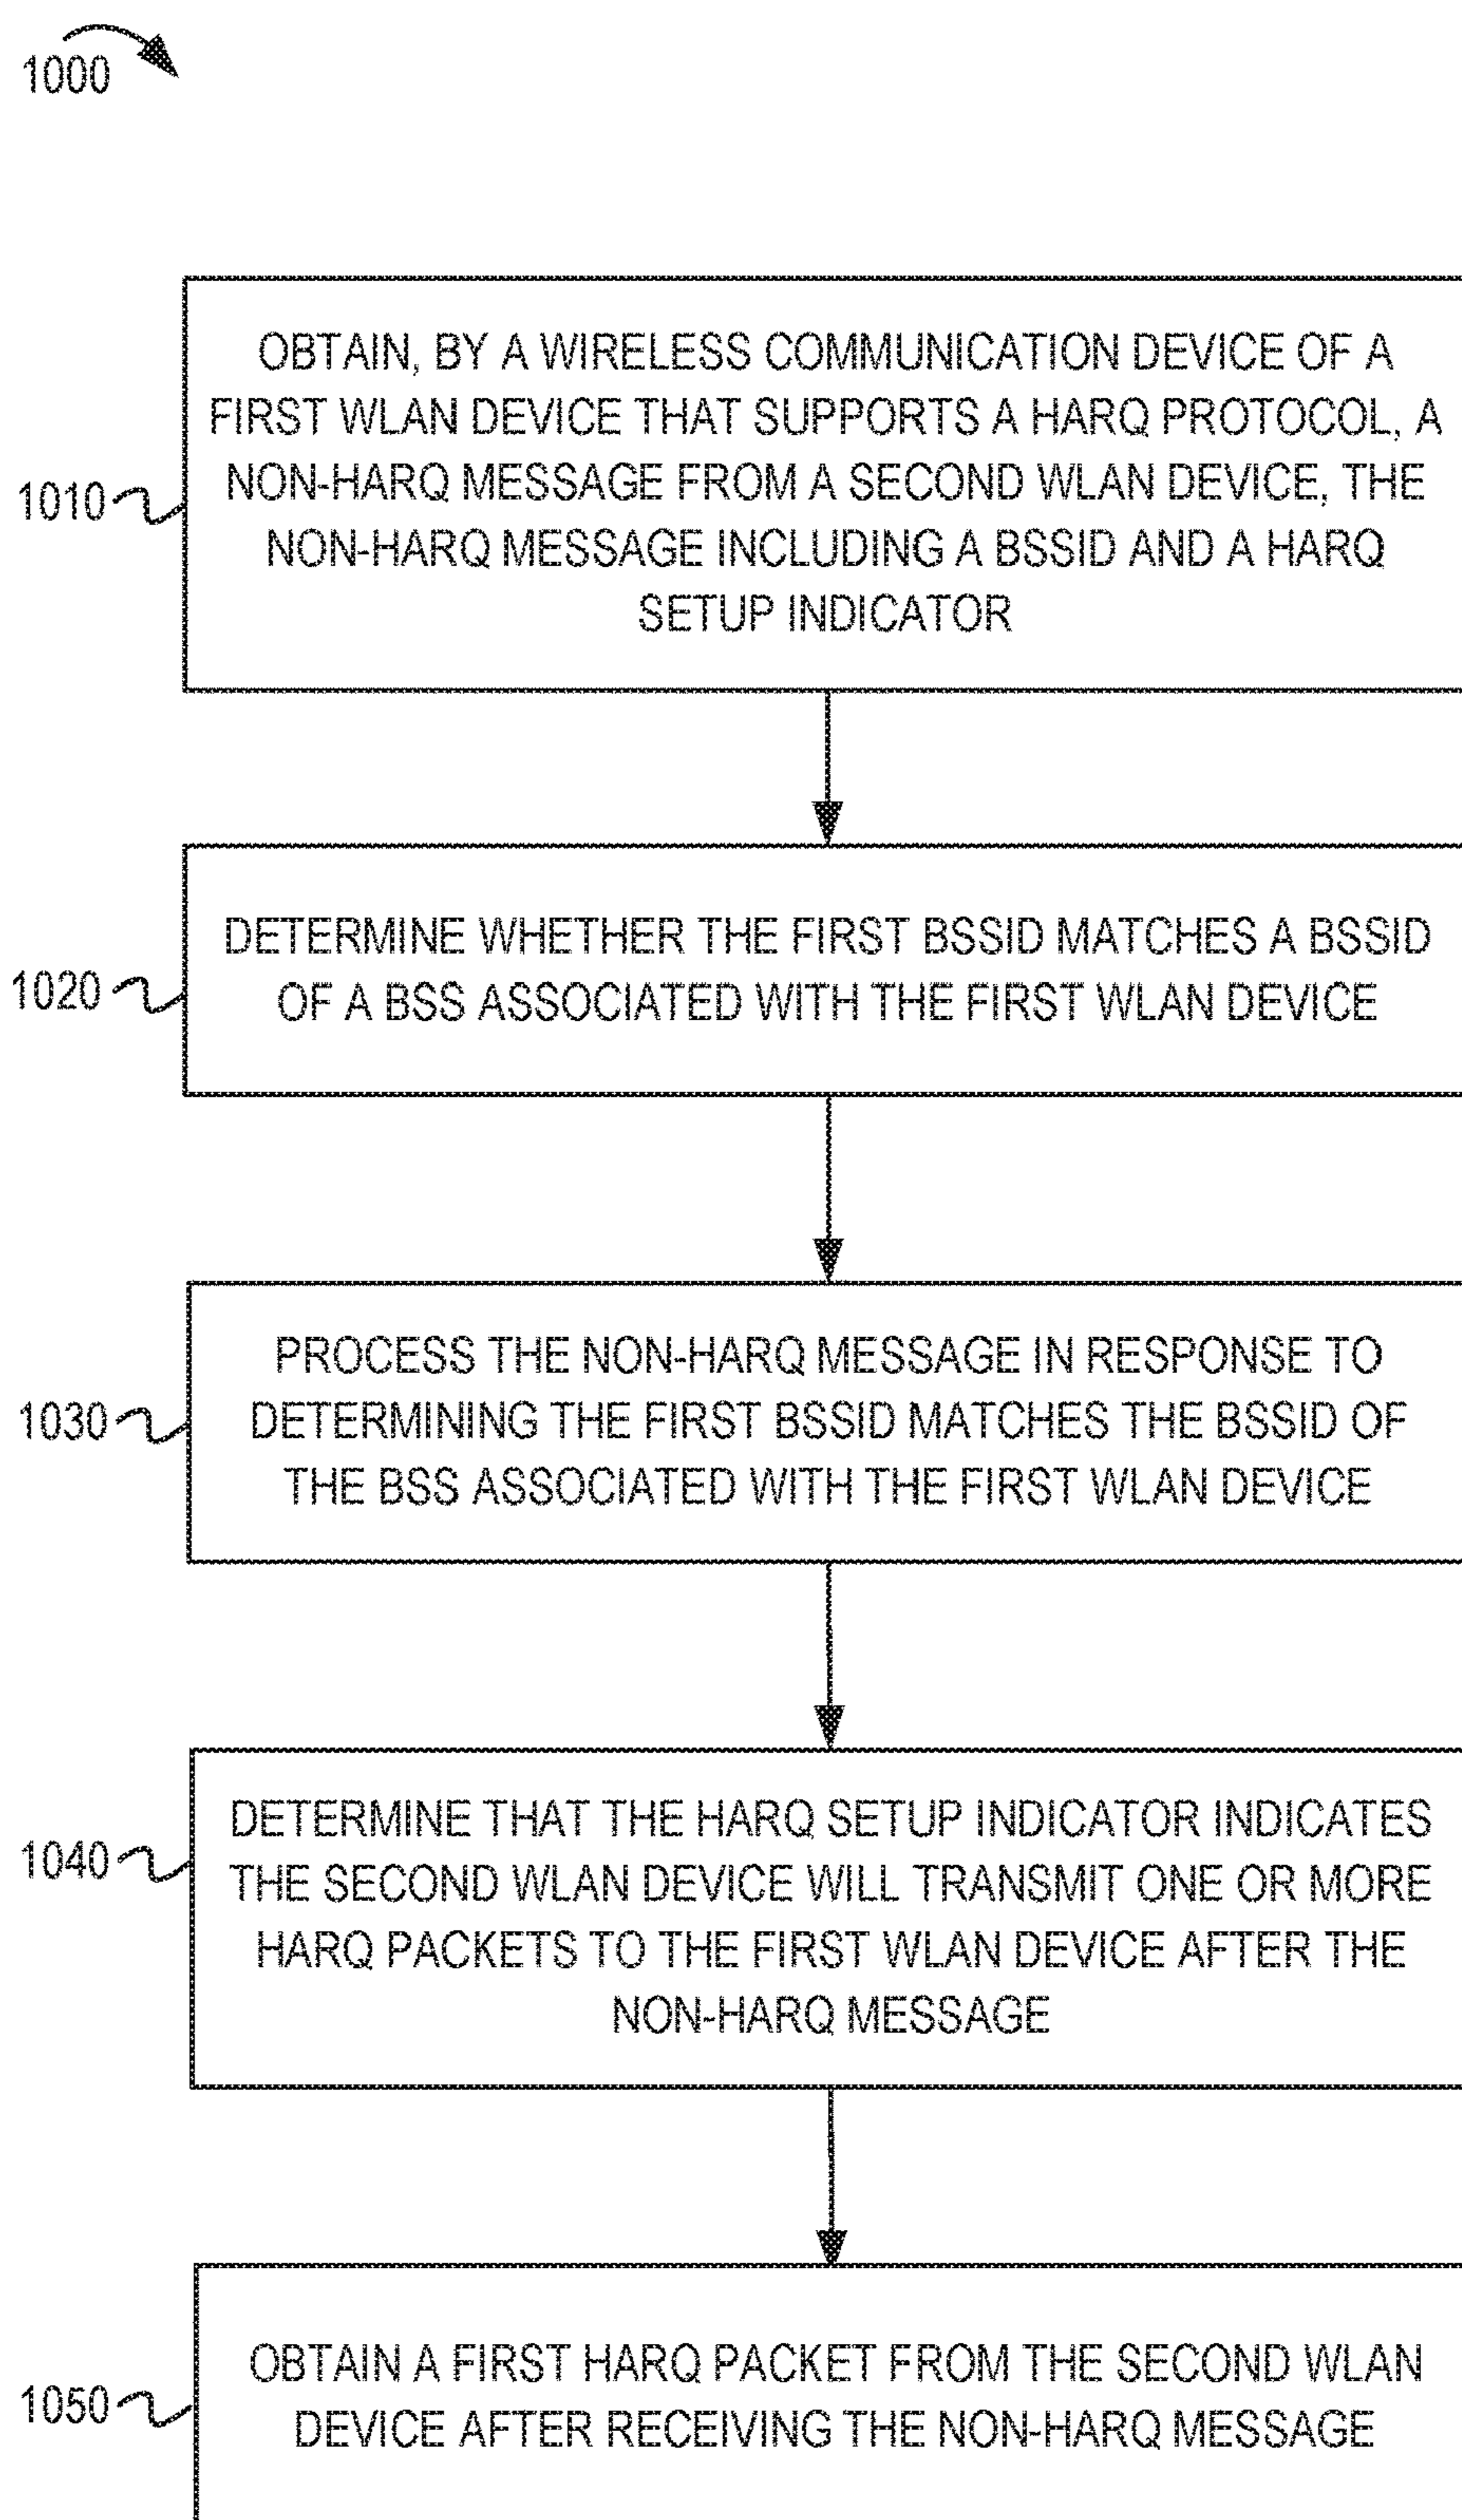 1000
OBTAIN, BY A WIRELESS COMMUNICATION DEVICE OF A
FIRST WLAN DEVICE THAT SUPPORTS A HARQ PROTOCOL, A
NON-HARQ MESSAGE FROM A SECOND WLAN DEVICE, THE
NON-HARQ MESSAGE INCLUDING A BSSID AND A HARQ
SETUP INDICATOR
1010
DETERMINE WHETHER THE FIRST BSSID MATCHES A BSSID
OF A BSS ASSOCIATED WITH THE FIRST WLAN DEVICE
1020
PROCESS THE NON-HARQ MESSAGE IN RESPONSE TO
DETERMINING THE FIRST BSSID MATCHES THE BSSID OF
THE BSS ASSOCIATED WITH THE FIRST WLAN DEVICE
1030
DETERMINE THAT THE HARQ SETUP INDICATOR INDICATES
THE SECOND WLAN DEVICE WILL TRANSMIT ONE OR MORE
HARQ PACKETS TO THE FIRST WLAN DEVICE AFTER THE
NON-HARQ MESSAGE
1040
OBTAIN A FIRST HARQ PACKET FROM THE SECOND WLAN
DEVICE AFTER RECEIVING THE NON-HARQ MESSAGE
1050